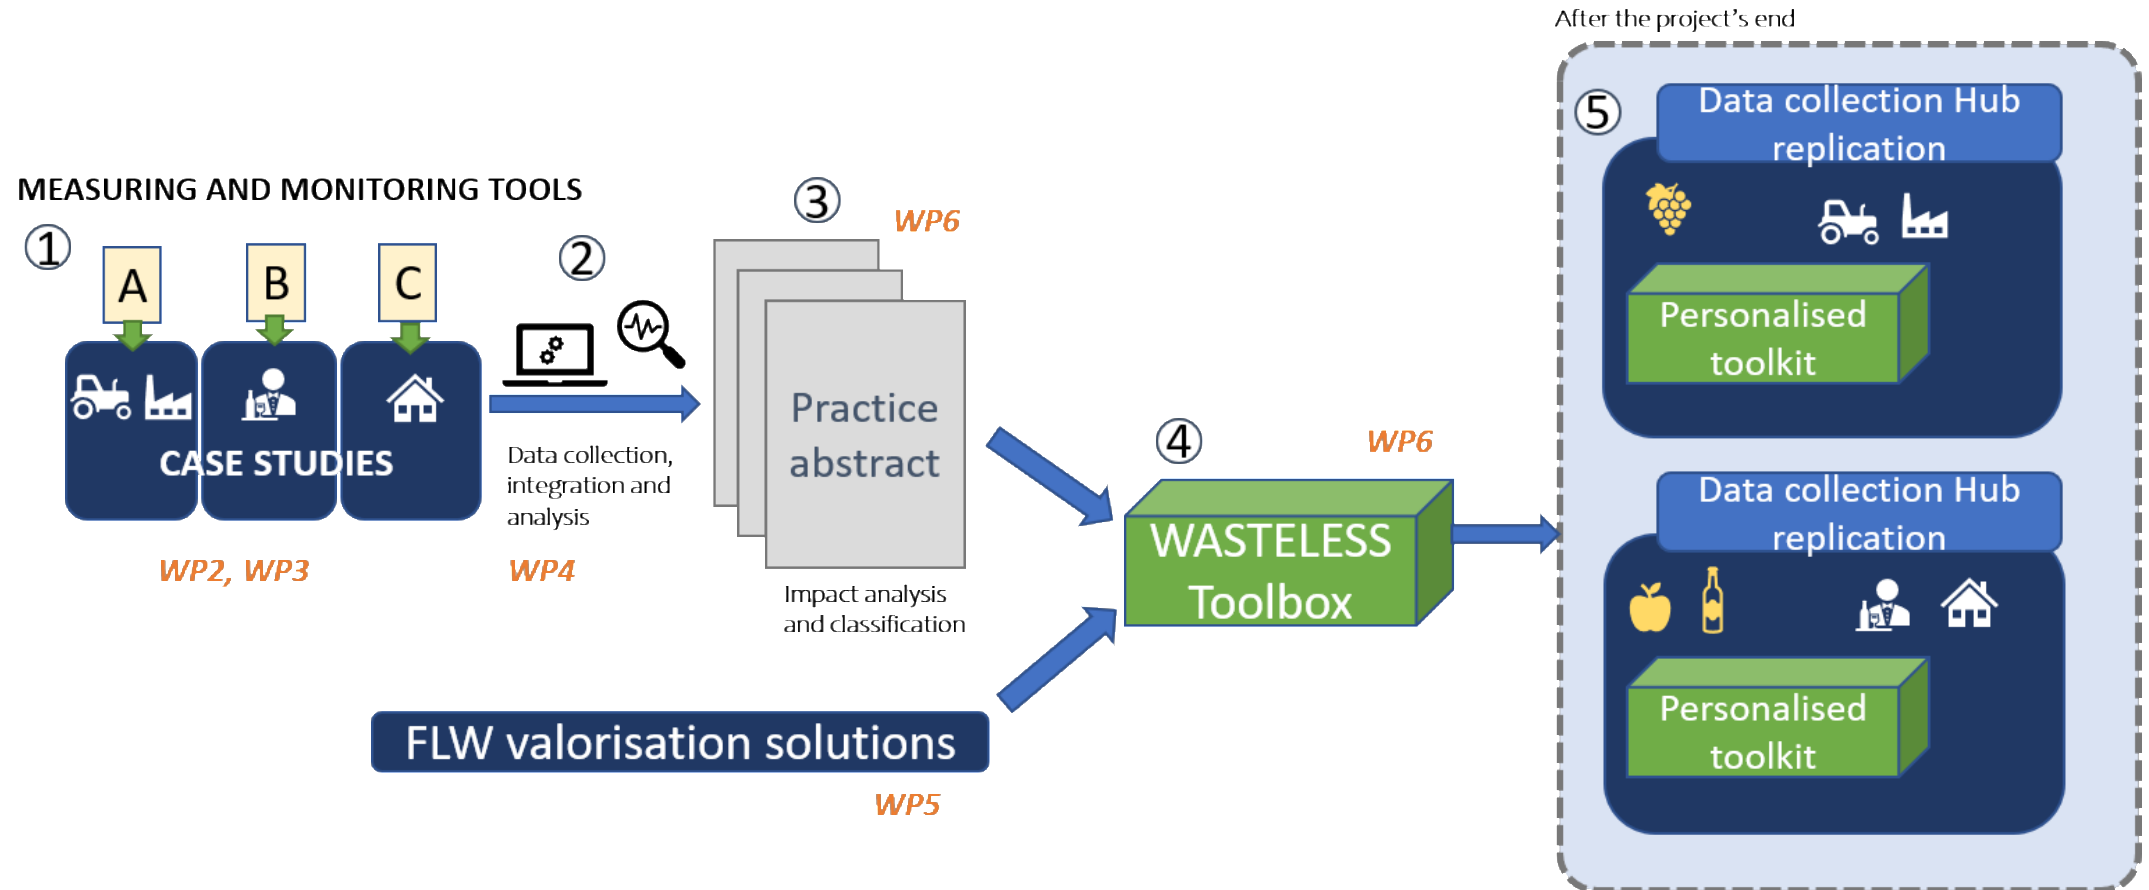 After the project's end
MEASURING AND MONITORING TOOLS
1
A
B
C
CASE STUDIES
WP2, WP3
2
Data collection,
integration and
analysis
WP4
3
WP6
Practice
abstract
Impact analysis
and classification
FLW valorisation solutions
WP5
4
WP6
WASTELESS
Toolbox
5
Data collection Hub
replication
Personalised
toolkit
Data collection Hub
replication
Personalised
toolkit